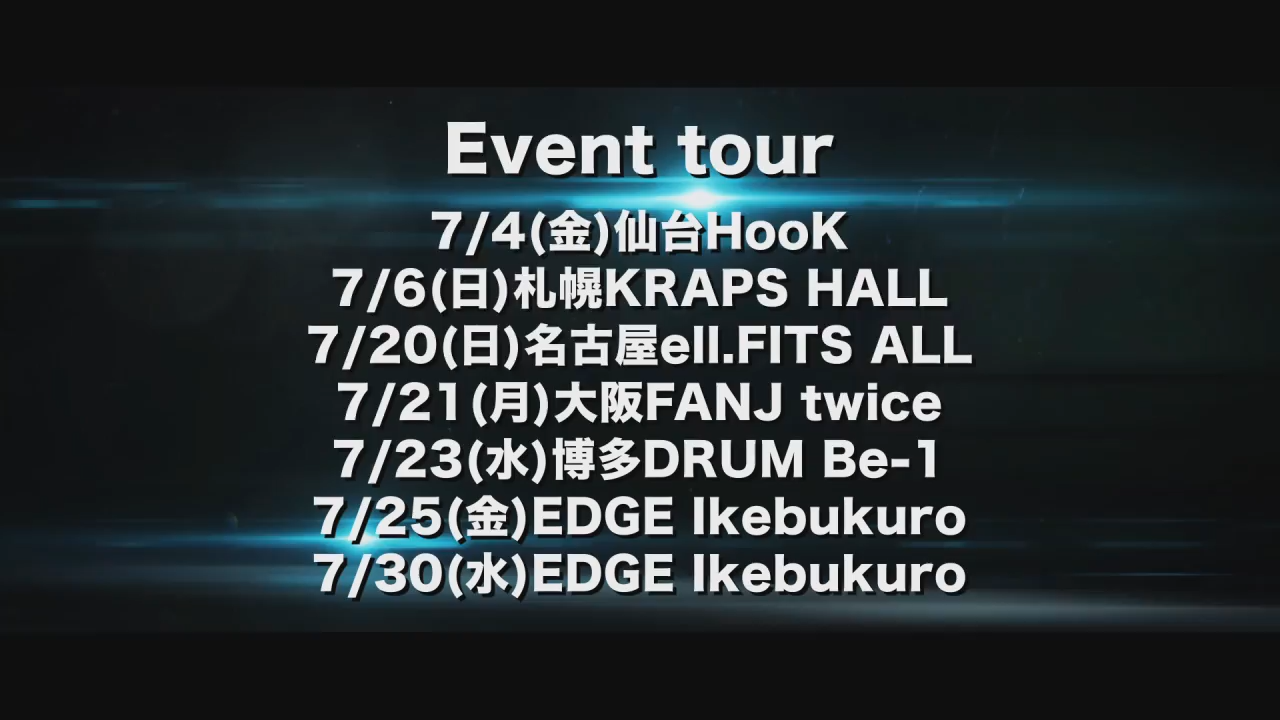 Event tour
7/4(金)仙台HooK
7/6(日)札幌KRAPS HALL
7/20(日)名古屋ell.FITS ALL
7/21(月)大阪FANJ twice
7/23(水)博多DRUM Be-1
7/25(金)EDGE Ikebukuro
7/30(水)EDGE Ikebukuro